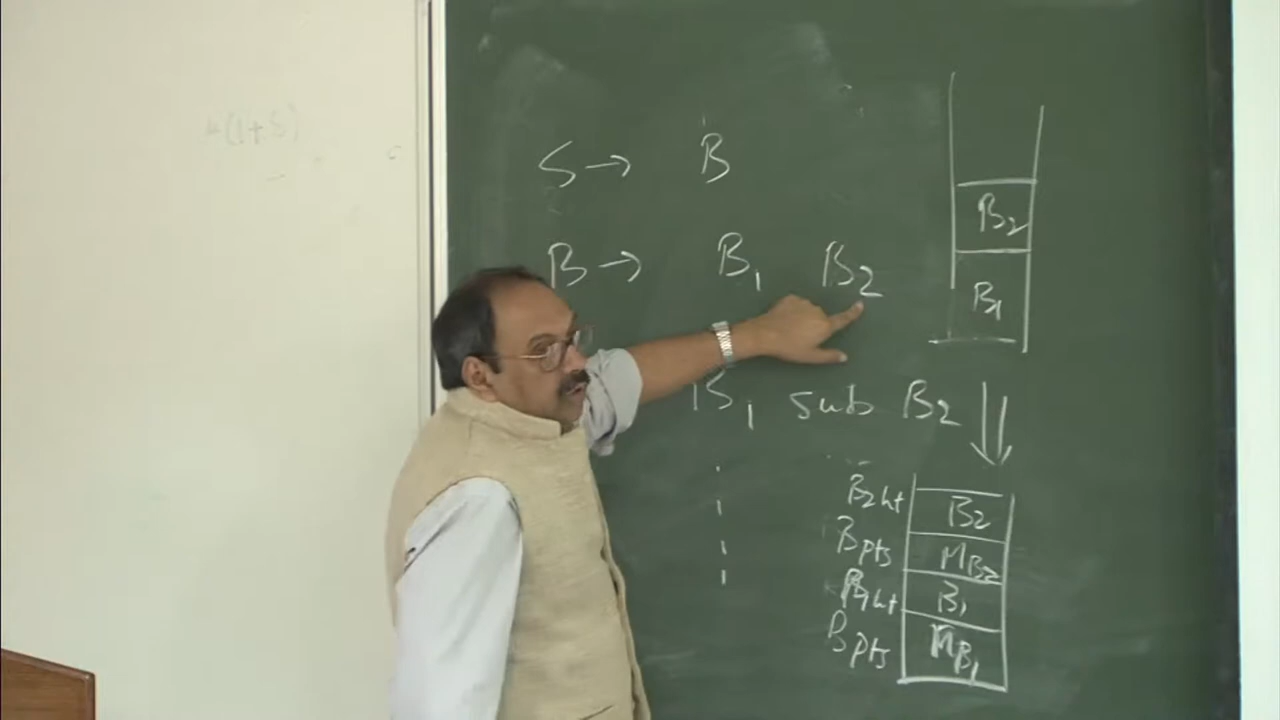 S → B
B → B1 B2
B1 sub B2
B2
B1
B2ht B2
Bpts MB2
B1ht B1
Bpts MB1